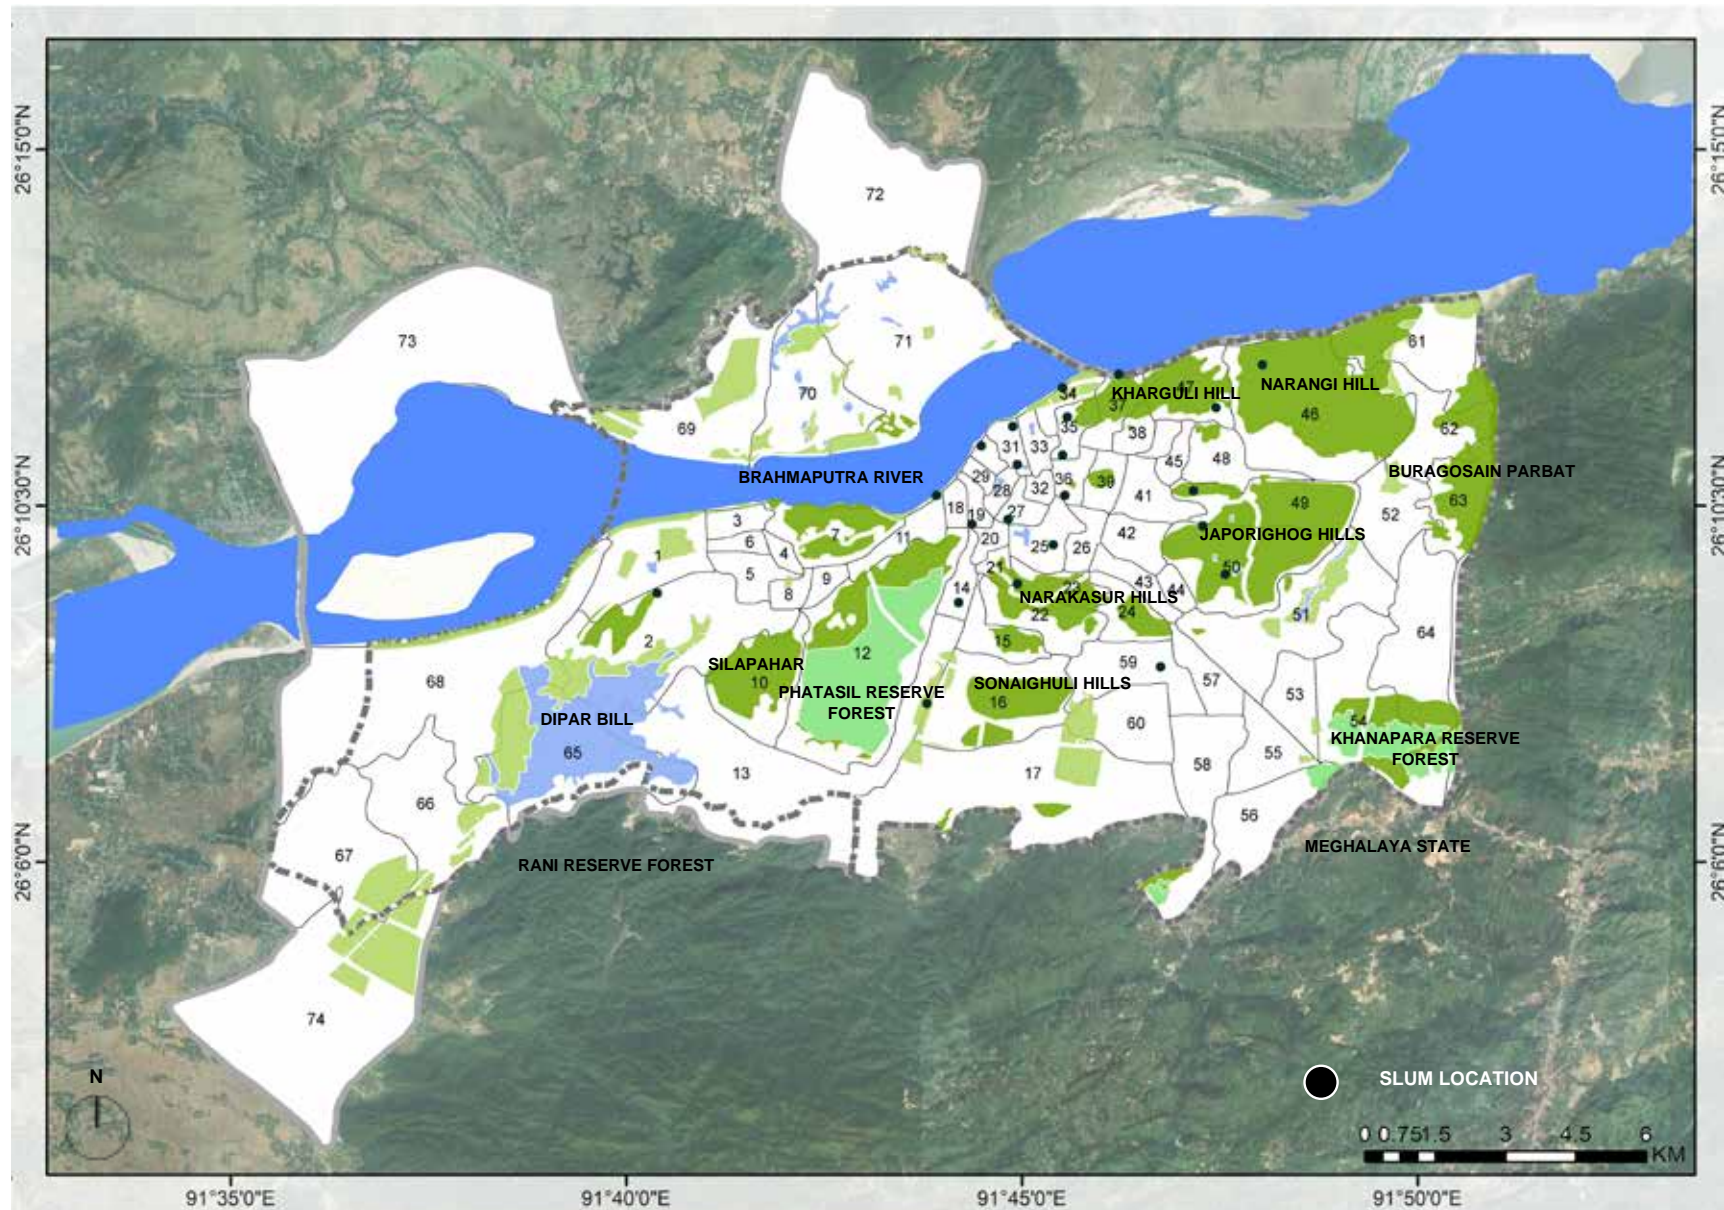 26°15'0"N
26°15'0"N
72
73
71
61
34
KHARGULI HILL
47
NARANGI HILL
70
37
46
69
35
38
62
31
33
45
48
BURAGOSAIN PARBAT
BRAHMAPUTRA RIVER
29
36
39
28
32
41
49
63
26°10'30"N
26°10'30"N
18
19
27
52
3
7
11
20
42
JAPORIGHOG HILLS
6
4
25
26
1
5
9
21
50
8
14
23
43
44
NARAKASUR HILLS
22
24
51
2
15
64
12
59
SILAPAHAR
10
68
PHATASIL RESERVE
FOREST
SONAIGHULI HILLS
16
57
53
DIPAR BILL
60
54
65
KHANAPARA RESERVE
FOREST
55
13
17
58
66
56
67
RANI RESERVE FOREST
MEGHALAYA STATE
26°6'0"N
26°6'0"N
74
N
SLUM LOCATION
0 0.75 1.5 3 4.5 6
KM
91°35'0"E
91°40'0"E
91°45'0"E
91°50'0"E